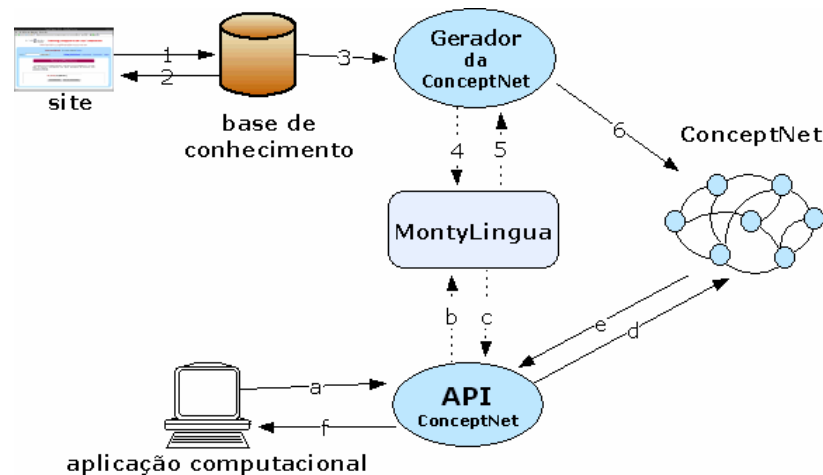 1
2
site
base de
conhecimento
3
Gerador
da
ConceptNet
4
5
6
ConceptNet
MontyLingua
b
c
e
d
a
f
API
ConceptNet
aplicação computacional